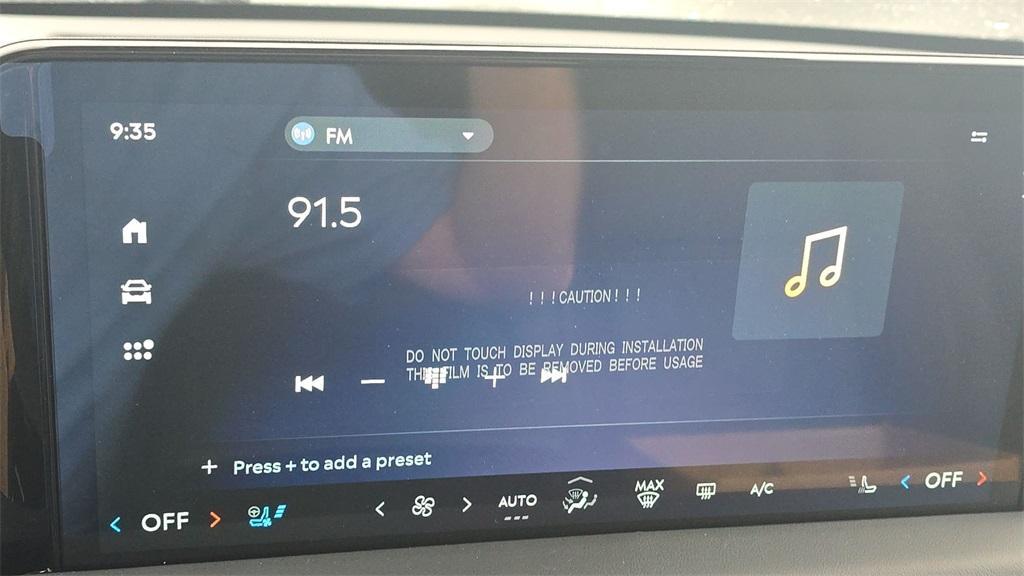 9:35
FM
91.5
! ! ! CAUTION ! ! !
DO NOT TOUCH DISPLAY DURING INSTALLATION
THIS FILM IS TO BE REMOVED BEFORE USAGE
+ Press + to add a preset
< OFF >
< >
AUTO
MAX
A/C
< OFF >